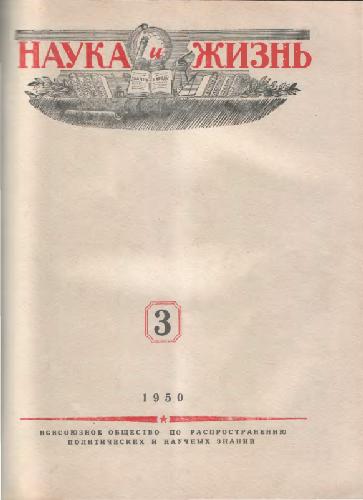 НАУКА и ЖИЗНЬ
3
1950
ВСЕСОЮЗНОЕ ОБЩЕСТВО ПО РАСПРОСТРАНЕНИЮ
ПОЛИТИЧЕСКИХ И НАУЧНЫХ ЗНАНИЙ